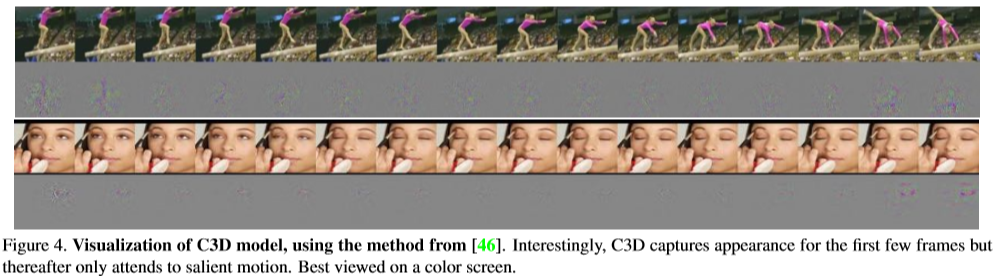 Figure 4. Visualization of C3D model, using the method from [46]. Interestingly, C3D captures appearance for the first few frames but
thereafter only attends to salient motion. Best viewed on a color screen.